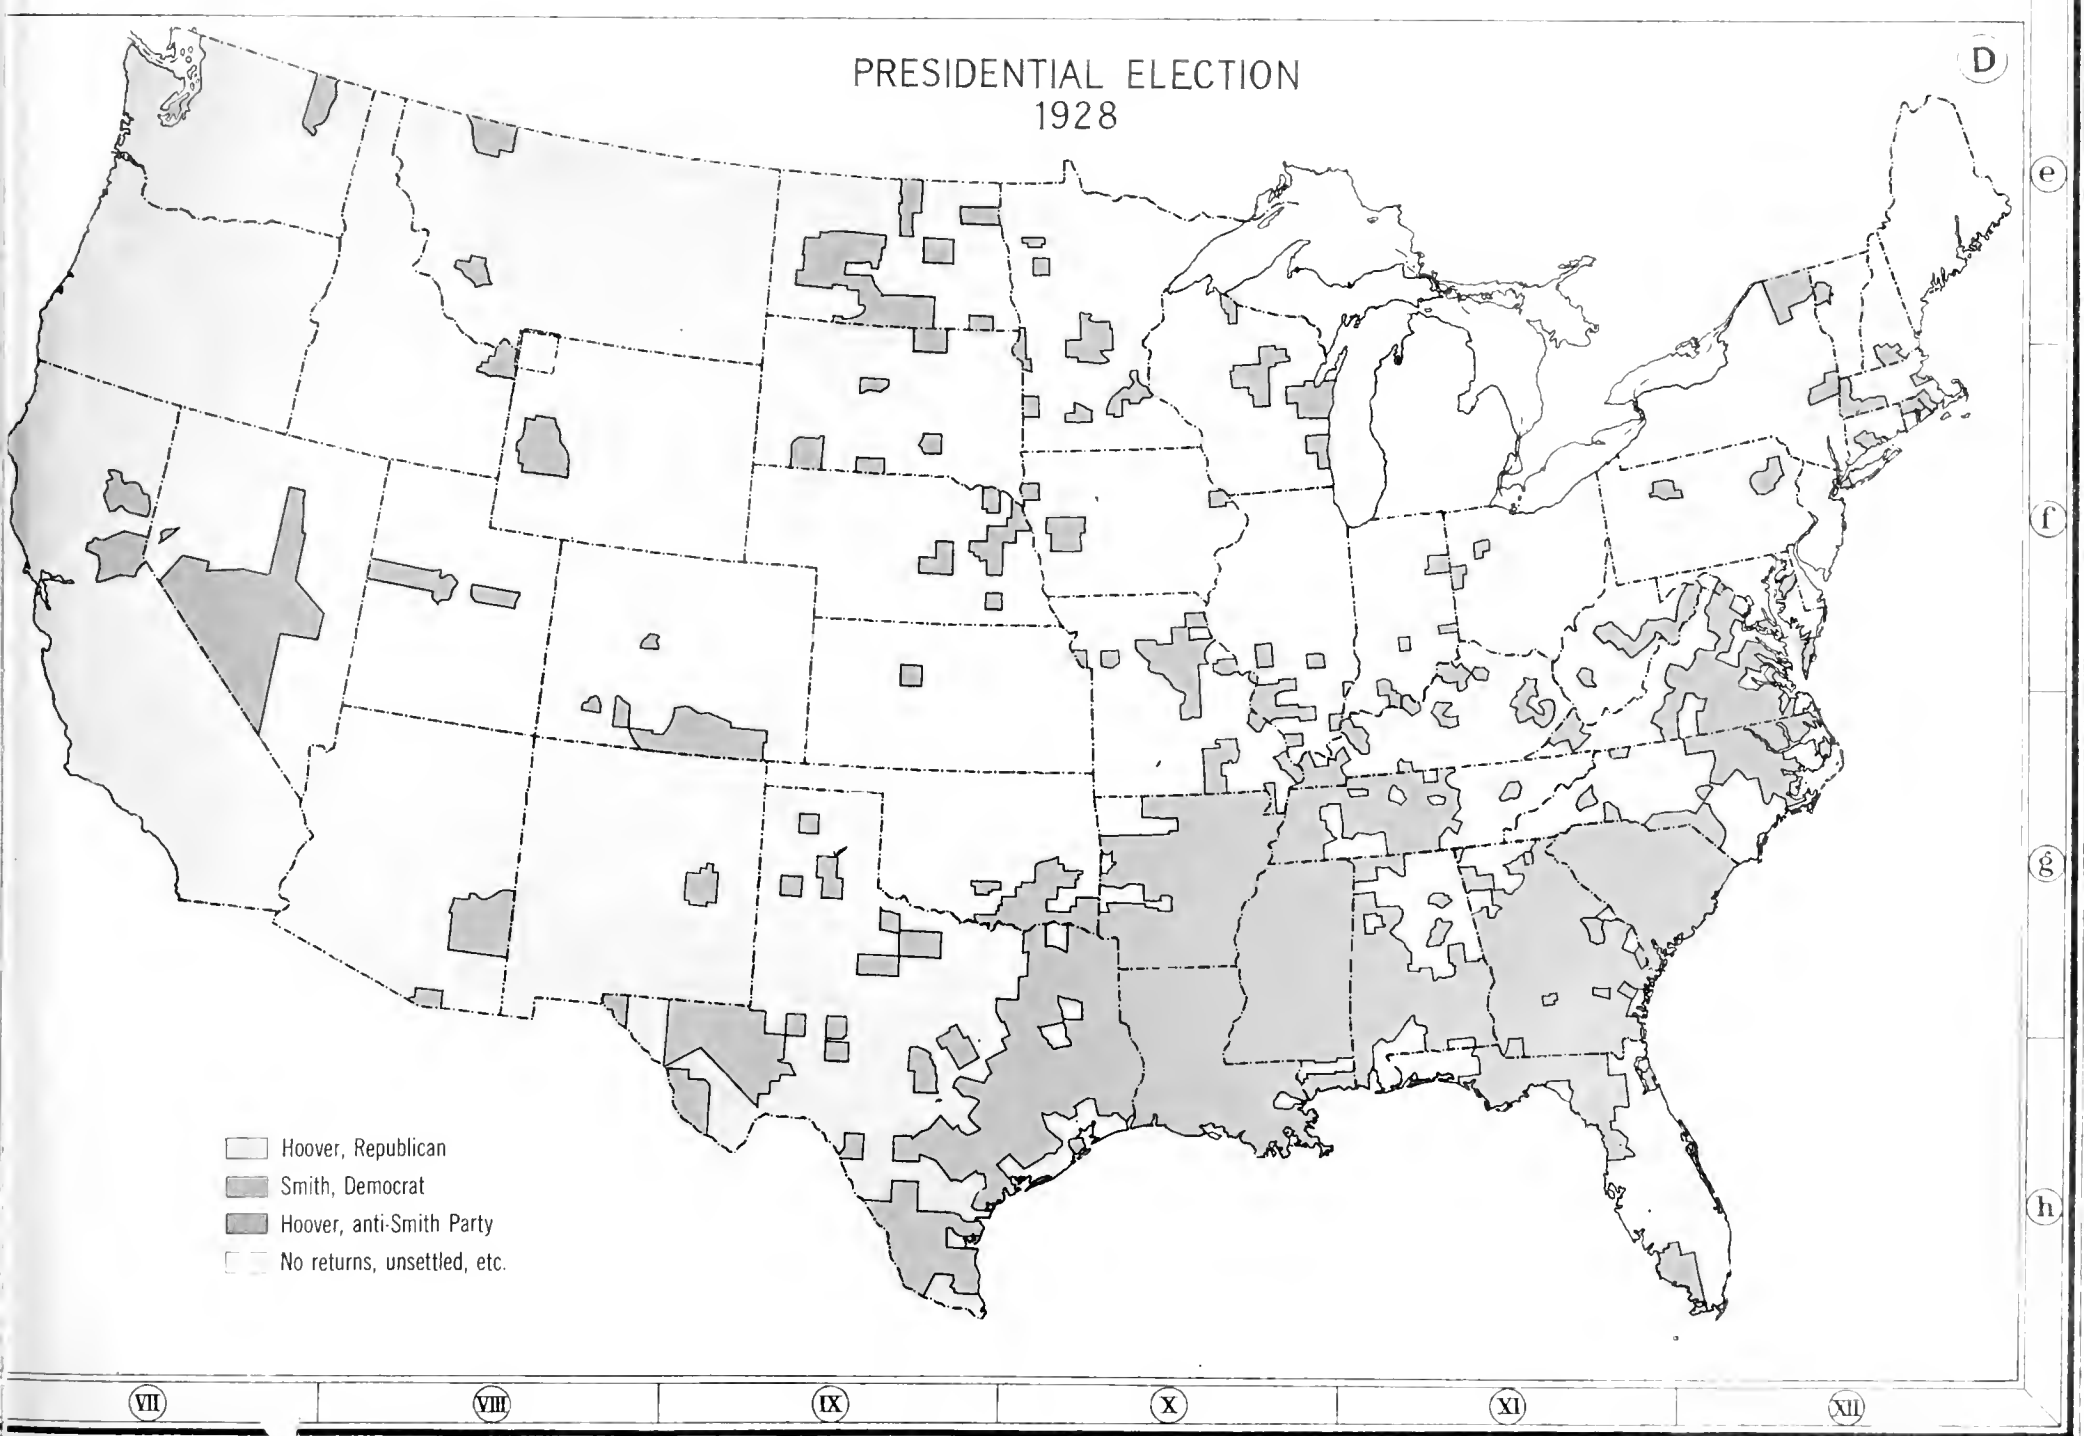 PRESIDENTIAL ELECTION
1928
D
e
f
g
h
Hoover, Republican
Smith, Democrat
Hoover, anti-Smith Party
No returns, unsettled, etc.
VII
VIII
IX
X
XI
XII